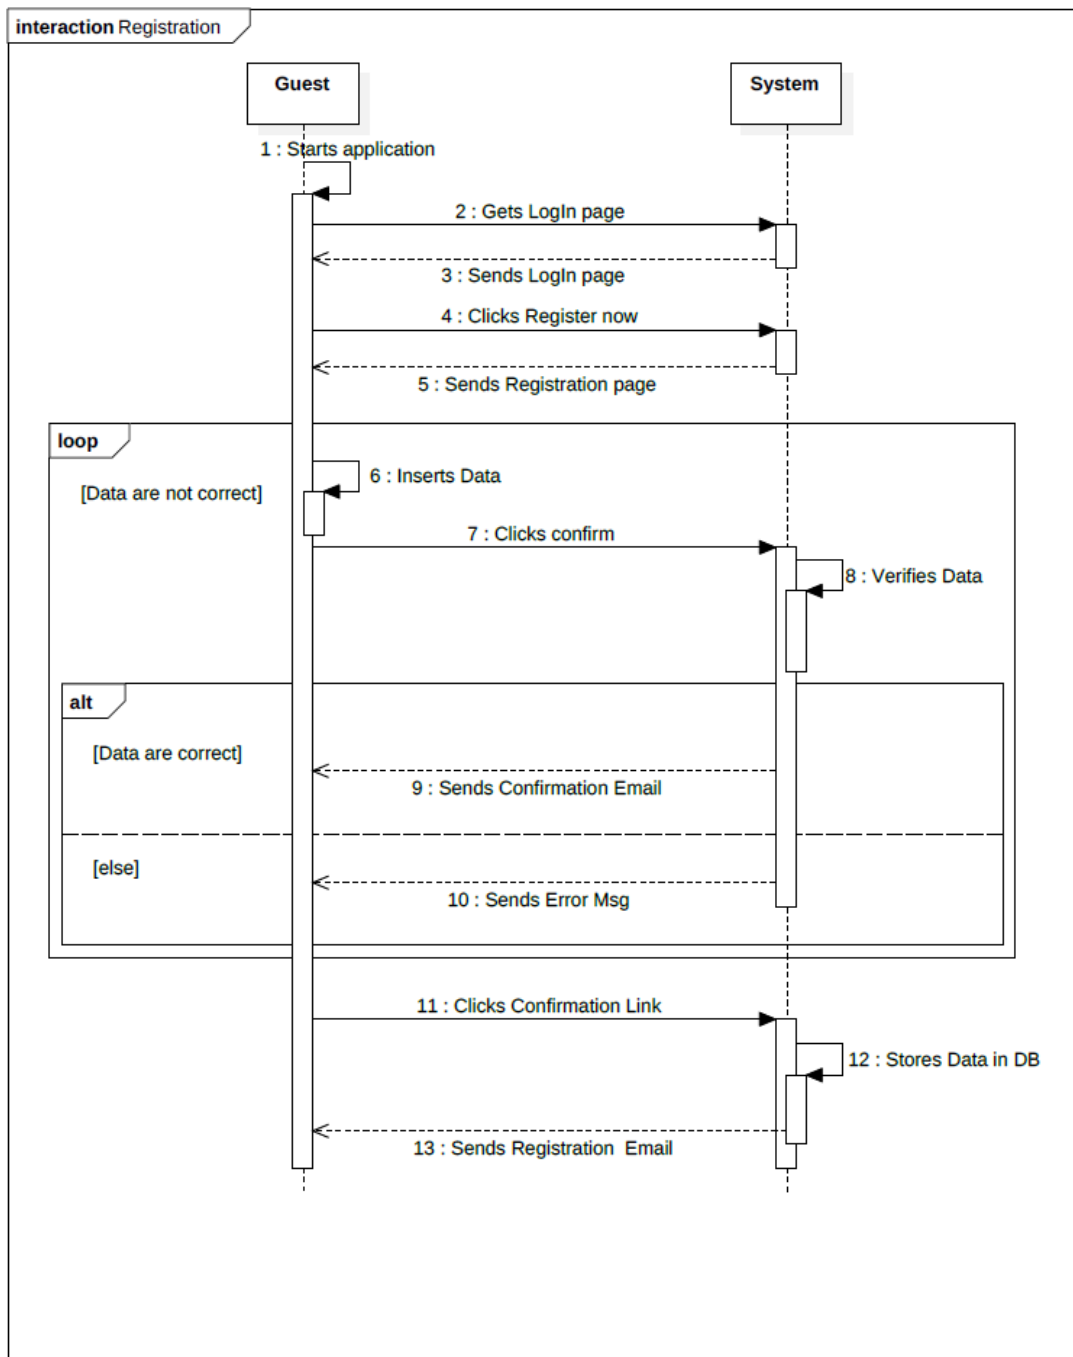 interaction Registration
Guest
System
1 : Starts application
2 : Gets LogIn page
3 : Sends LogIn page
4 : Clicks Register now
5 : Sends Registration page
loop
6 : Inserts Data
[Data are not correct]
7 : Clicks confirm
8 : Verifies Data
alt
[Data are correct]
9 : Sends Confirmation Email
[else]
10 : Sends Error Msg
11 : Clicks Confirmation Link
12 : Stores Data in DB
13 : Sends Registration  Email